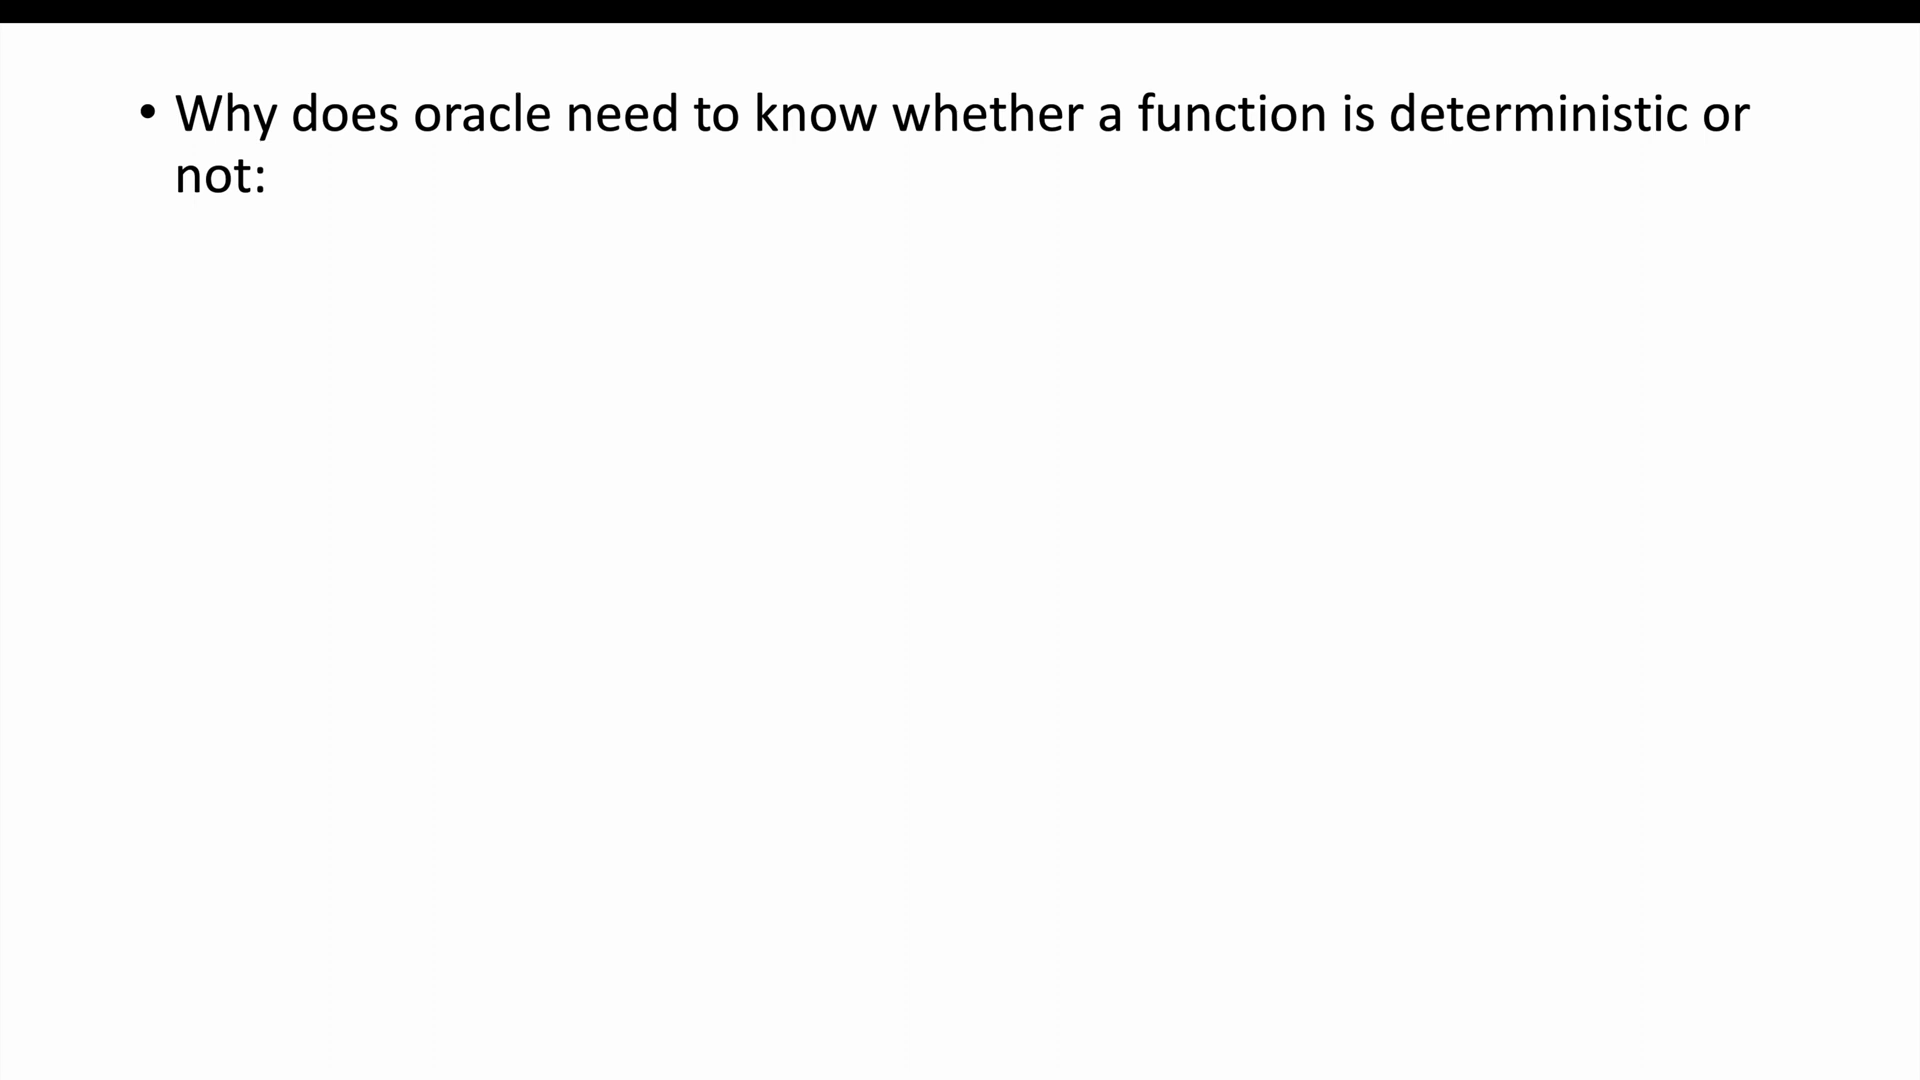 • Why does oracle need to know whether a function is deterministic or
not: